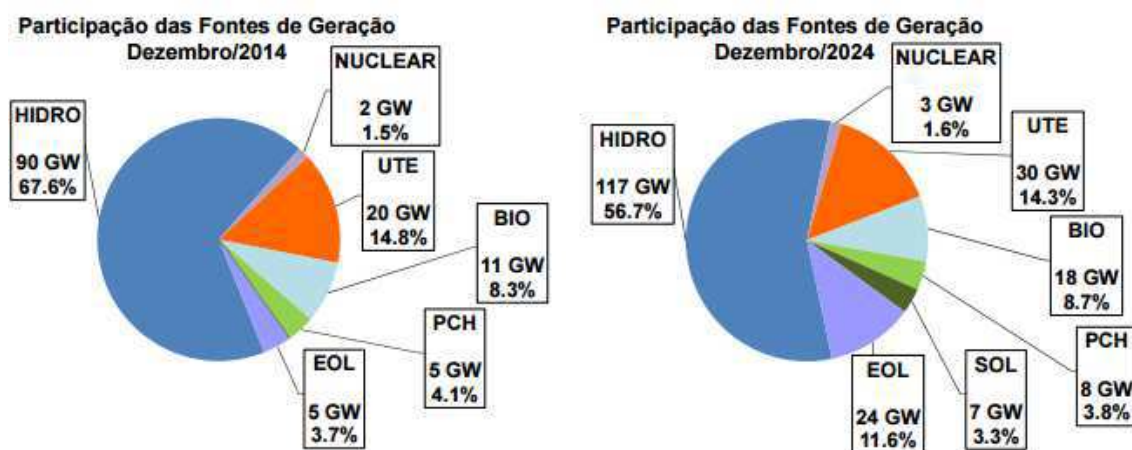 Participação das Fontes de Geração
Dezembro/2014
NUCLEAR
2 GW
1.5%
HIDRO
90 GW
67.6%
UTE
20 GW
14.8%
BIO
11 GW
8.3%
PCH
5 GW
4.1%
EOL
5 GW
3.7%
Participação das Fontes de Geração
Dezembro/2024
NUCLEAR
3 GW
1.6%
HIDRO
117 GW
56.7%
UTE
30 GW
14.3%
BIO
18 GW
8.7%
PCH
8 GW
3.8%
SOL
7 GW
3.3%
EOL
24 GW
11.6%